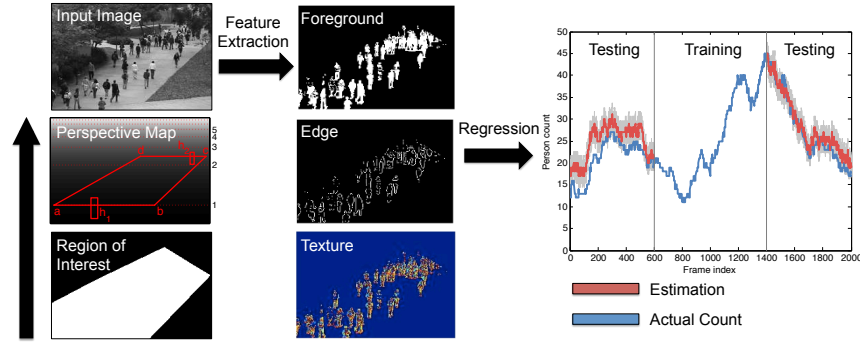 Input Image
Feature
Extraction
Foreground
Perspective Map
5
4
3
2
1
d
c
h2
a
h1
b
Edge
Regression
Region of
Interest
Texture
Testing
Training
Testing
Person count
50
45
40
35
30
25
20
15
10
5
0
0 200 400 600 800 1000 1200 1400 1600 1800 2000
Frame index
Estimation
Actual Count